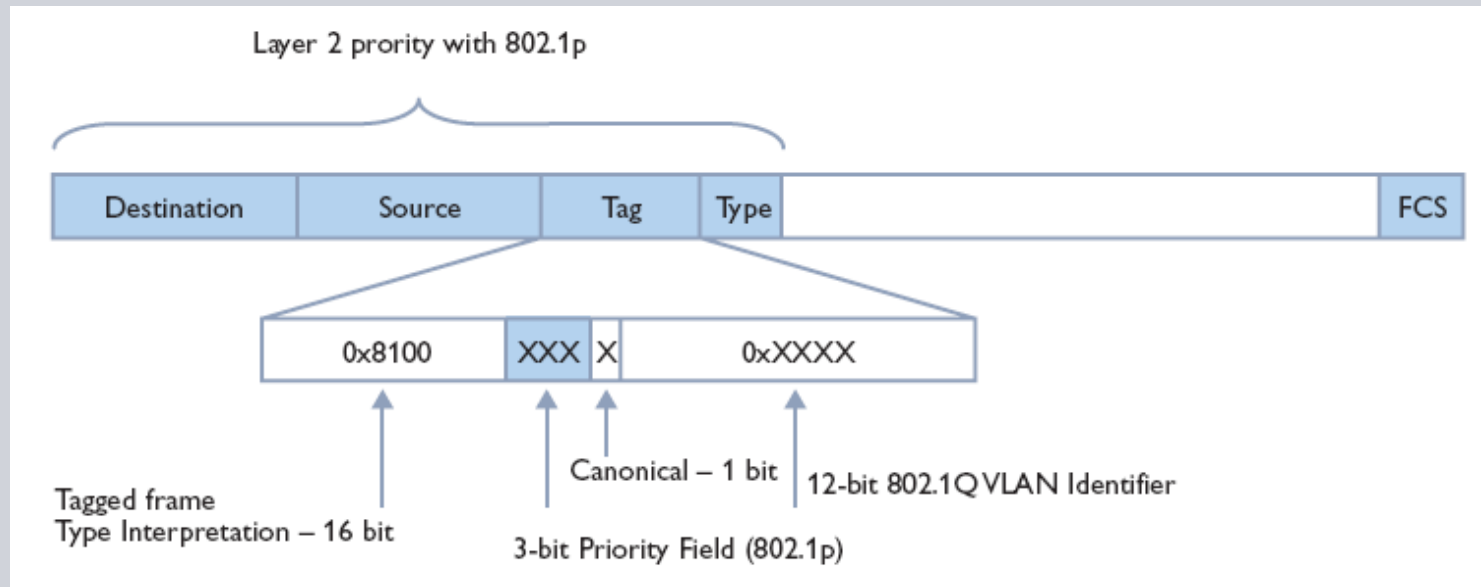 Layer 2 prority with 802.1p
Destination Source Tag Type FCS
0x8100 XXX X 0xXXXX
Canonical – 1 bit
12-bit 802.1Q VLAN Identifier
Tagged frame
Type Interpretation – 16 bit
3-bit Priority Field (802.1p)